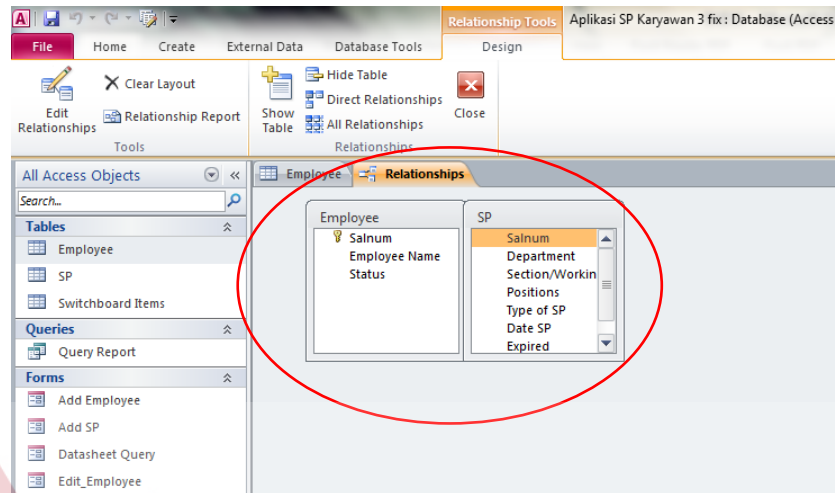 A
Relationship Tools
Aplikasi SP Karyawan 3 fix : Database (Access
File Home Create External Data Database Tools Design
Edit Relationships
Clear Layout
Relationship Report
Tools
Show Table
Hide Table
Direct Relationships
All Relationships
Close
Relationships
All Access Objects
Search...
Tables
Employee
SP
Switchboard Items
Queries
Query Report
Forms
Add Employee
Add SP
Datasheet Query
Edit_Employee
Employee Relationships
Employee
Salnum
Employee Name
Status
SP
Salnum
Department
Section/Workin
Positions
Type of SP
Date SP
Expired